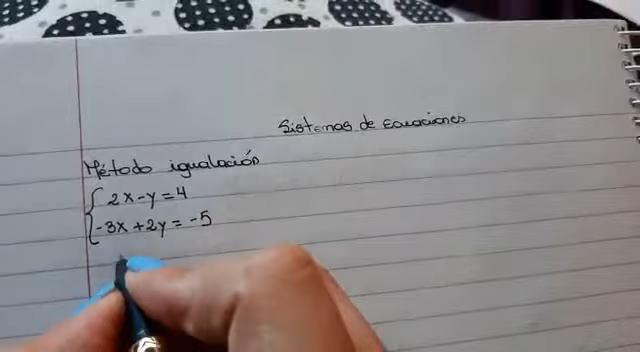 Sistemas de Ecuaciones
Método igualación
2x-y=4
-3x+2y=-5